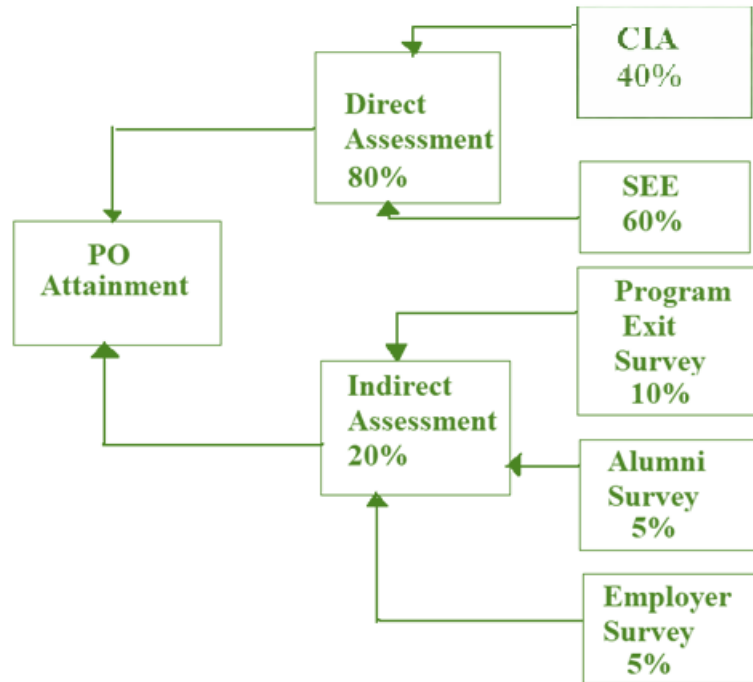 CIA
40%
Direct
Assessment
80%
SEE
60%
PO
Attainment
Program
Exit
Survey
10%
Indirect
Assessment
20%
Alumni
Survey
5%
Employer
Survey
5%